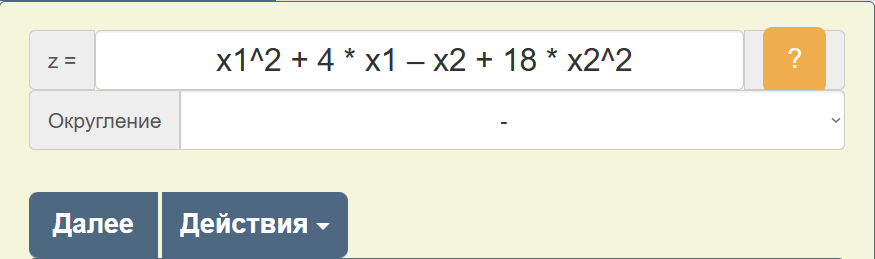 z = x1^2 + 4 * x1 – x2 + 18 * x2^2 ?
Округление -
Далее Действия